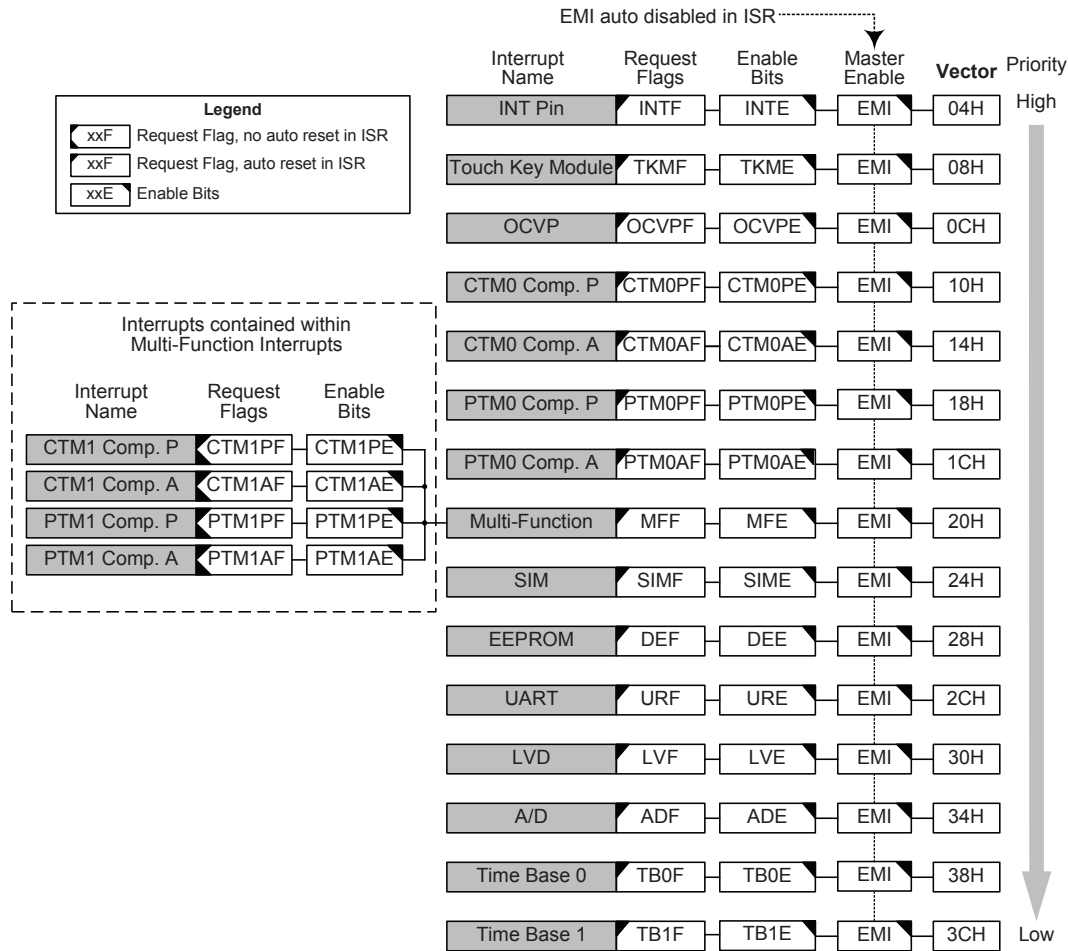 EMI auto disabled in ISR
Interrupt Name Request Flags Enable Bits Master Enable Vector Priority
INT Pin INTF INTE EMI 04H High
Legend
xxF Request Flag, no auto reset in ISR
xxF Request Flag, auto reset in ISR
xxE Enable Bits
Touch Key Module TKMF TKME EMI 08H
OCVP OCVPF OCVPE EMI 0CH
CTM0 Comp. P CTM0PF CTM0PE EMI 10H
CTM0 Comp. A CTM0AF CTM0AE EMI 14H
PTM0 Comp. P PTM0PF PTM0PE EMI 18H
PTM0 Comp. A PTM0AF PTM0AE EMI 1CH
Interrupts contained within
Multi-Function Interrupts
Interrupt Name Request Flags Enable Bits
CTM1 Comp. P CTM1PF CTM1PE
CTM1 Comp. A CTM1AF CTM1AE
PTM1 Comp. P PTM1PF PTM1PE
PTM1 Comp. A PTM1AF PTM1AE
Multi-Function MFF MFE EMI 20H
SIM SIMF SIME EMI 24H
EEPROM DEF DEE EMI 28H
UART URF URE EMI 2CH
LVD LVF LVE EMI 30H
A/D ADF ADE EMI 34H
Time Base 0 TB0F TB0E EMI 38H
Time Base 1 TB1F TB1E EMI 3CH Low